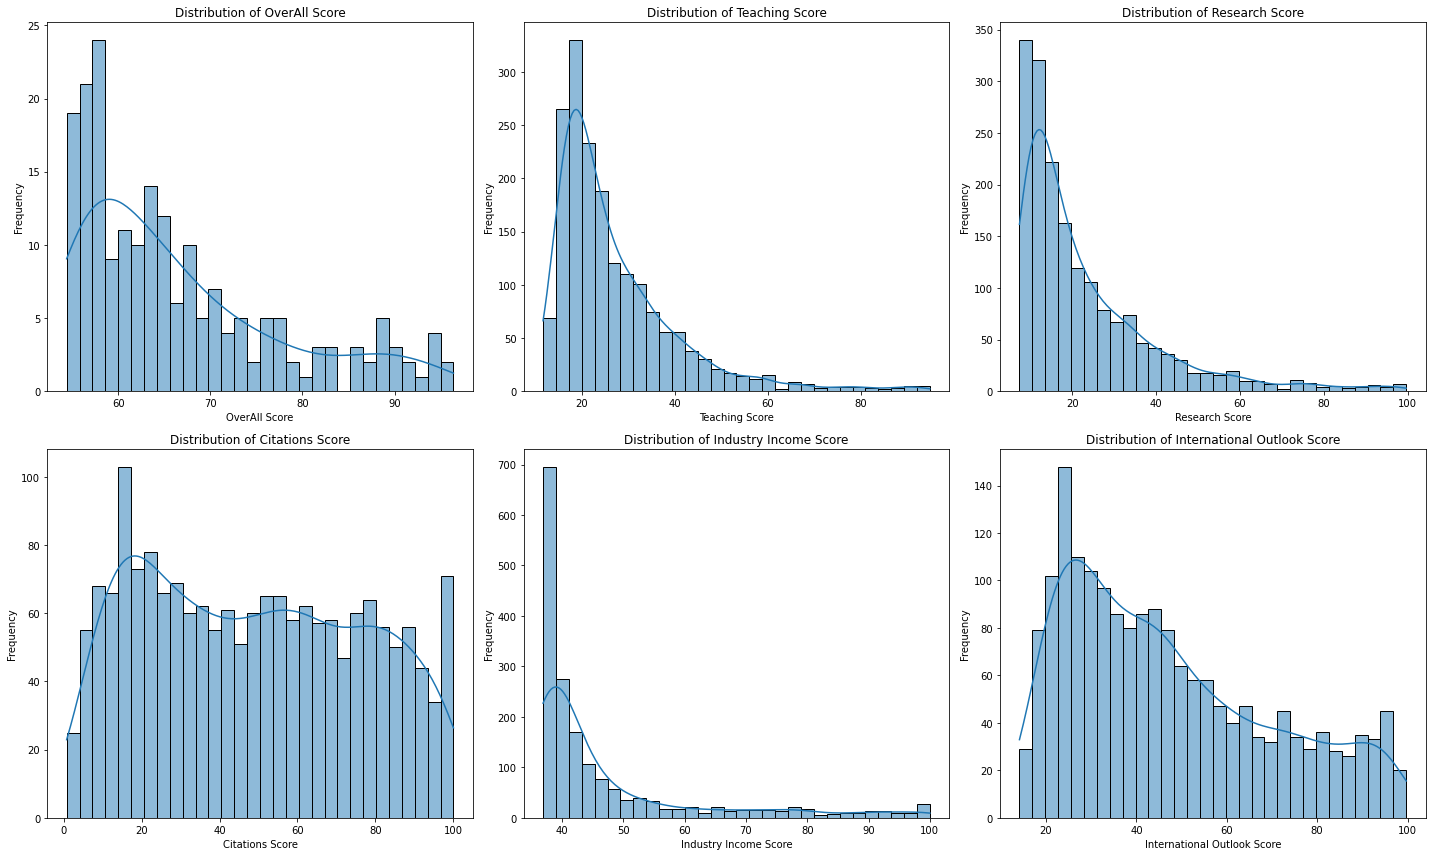 Distribution of OverAll Score
25
20
15
10
5
0
Frequency
60 70 80 90
OverAll Score
Distribution of Teaching Score
300
250
200
150
100
50
0
Frequency
20 40 60 80
Teaching Score
Distribution of Research Score
350
300
250
200
150
100
50
0
Frequency
20 40 60 80 100
Research Score
Distribution of Citations Score
100
80
60
40
20
0
Frequency
0 20 40 60 80 100
Citations Score
Distribution of Industry Income Score
700
600
500
400
300
200
100
0
Frequency
40 50 60 70 80 90 100
Industry Income Score
Distribution of International Outlook Score
140
120
100
80
60
40
20
0
Frequency
20 40 60 80 100
International Outlook Score